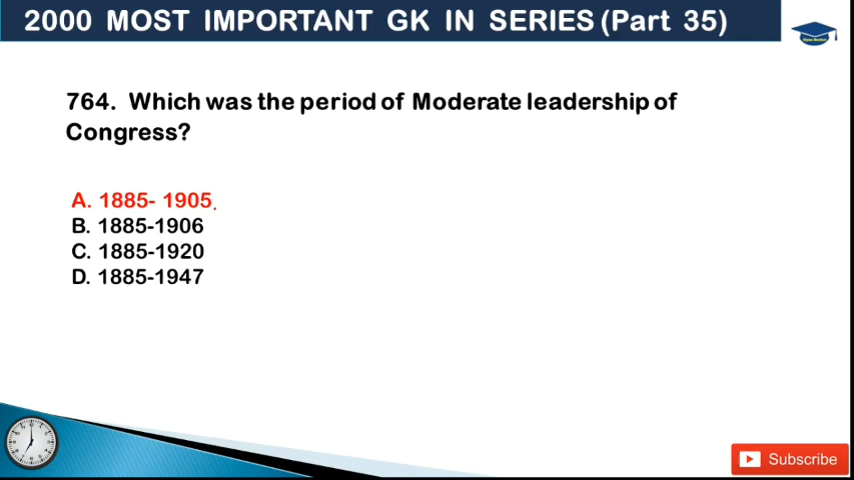 2000 MOST IMPORTANT GK IN SERIES (Part 35)
764. Which was the period of Moderate leadership of
Congress?
A. 1885- 1905.
B. 1885-1906
C. 1885-1920
D. 1885-1947
Subscribe